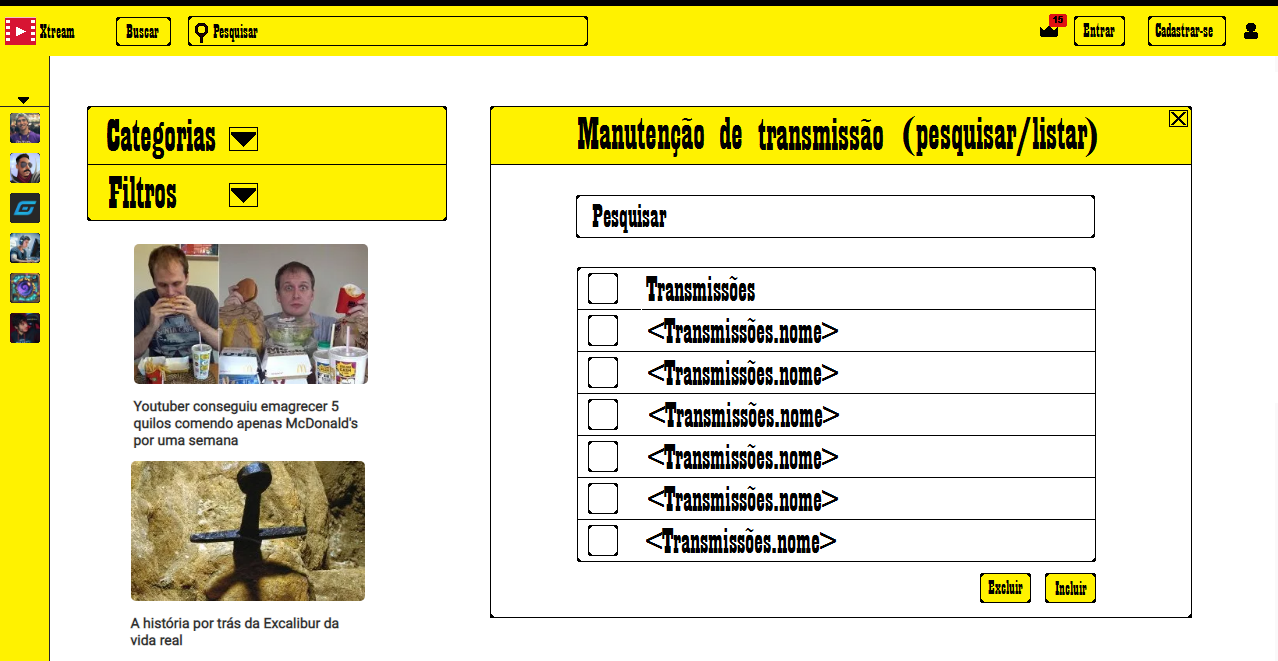 Xtream
Buscar
Pesquisar
15
Entrar
Cadastrar-se
Categorias
Filtros
Youtuber conseguiu emagrecer 5
quilos comendo apenas McDonald's
por uma semana
A história por trás da Excalibur da
vida real
Manutenção de transmissão (pesquisar/listar)
Pesquisar
Transmissões
<Transmissões.nome>
<Transmissões.nome>
<Transmissões.nome>
<Transmissões.nome>
<Transmissões.nome>
<Transmissões.nome>
Excluir
Incluir